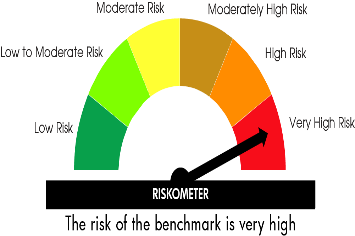 Moderate Risk
Moderately High Risk
Low to Moderate Risk
High Risk
Low Risk
Very High Risk
RISKOMETER
The risk of the benchmark is very high